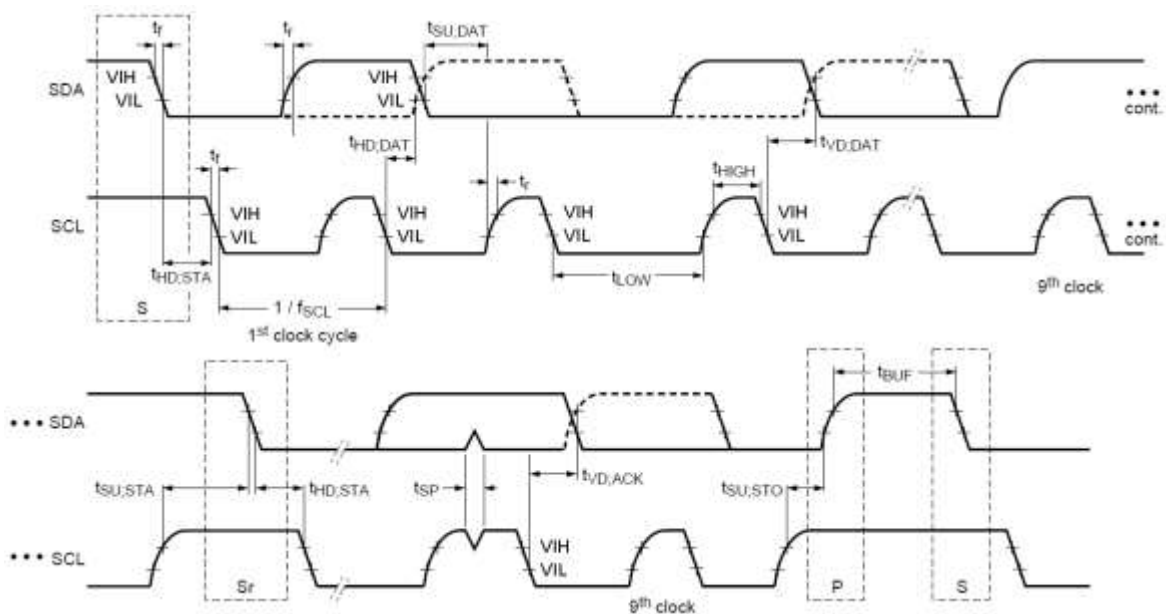 tf tr tSU;DAT
VIH VIH
SDA
VIL VIL
cont.
tHD;DAT tVD;DAT
tf tr tHIGH
VIH VIH VIH VIH
SCL
VIL VIL VIL VIL
cont.
tHD;STA tLOW
S 1 / fSCL 9th clock
1st clock cycle
tBUF
SDA
tSU;STA tHD;STA tSP tVD;ACK tSU;STO
VIH
SCL
VIL
Sr P S
9th clock